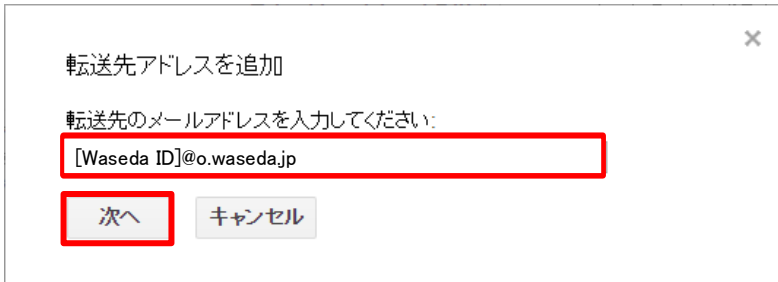 転送先アドレスを追加
転送先のメールアドレスを入力してください:
[Waseda ID]@o.waseda.jp
次へ キャンセル